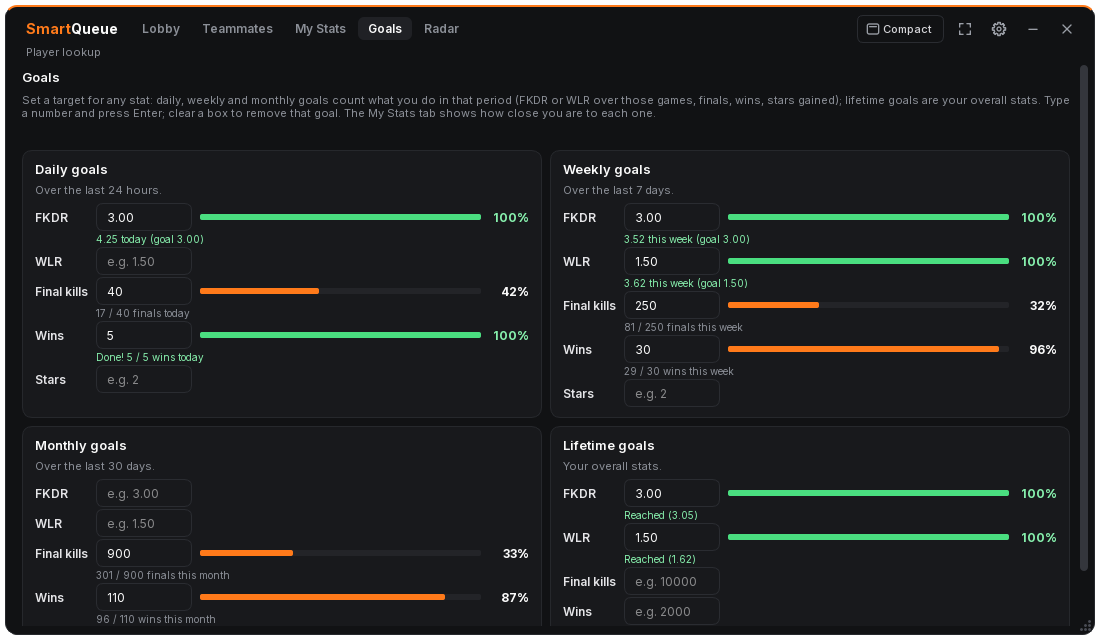 SmartQueue Lobby Teammates My Stats Goals Radar Compact
Player lookup
Goals
Set a target for any stat: daily, weekly and monthly goals count what you do in that period (FKDR or WLR over those games, finals, wins, stars gained); lifetime goals are your overall stats. Type
a number and press Enter; clear a box to remove that goal. The My Stats tab shows how close you are to each one.
Daily goals
Over the last 24 hours.
FKDR 3.00 100%
4.25 today (goal 3.00)
WLR e.g. 1.50
Final kills 40 42%
17 / 40 finals today
Wins 5 100%
Done! 5 / 5 wins today
Stars e.g. 2
Weekly goals
Over the last 7 days.
FKDR 3.00 100%
3.52 this week (goal 3.00)
WLR 1.50 100%
3.62 this week (goal 1.50)
Final kills 250 32%
81 / 250 finals this week
Wins 30 96%
29 / 30 wins this week
Stars e.g. 2
Monthly goals
Over the last 30 days.
FKDR e.g. 3.00
WLR e.g. 1.50
Final kills 900 33%
301 / 900 finals this month
Wins 110 87%
96 / 110 wins this month
Lifetime goals
Your overall stats.
FKDR 3.00 100%
Reached (3.05)
WLR 1.50 100%
Reached (1.62)
Final kills e.g. 10000
Wins e.g. 2000